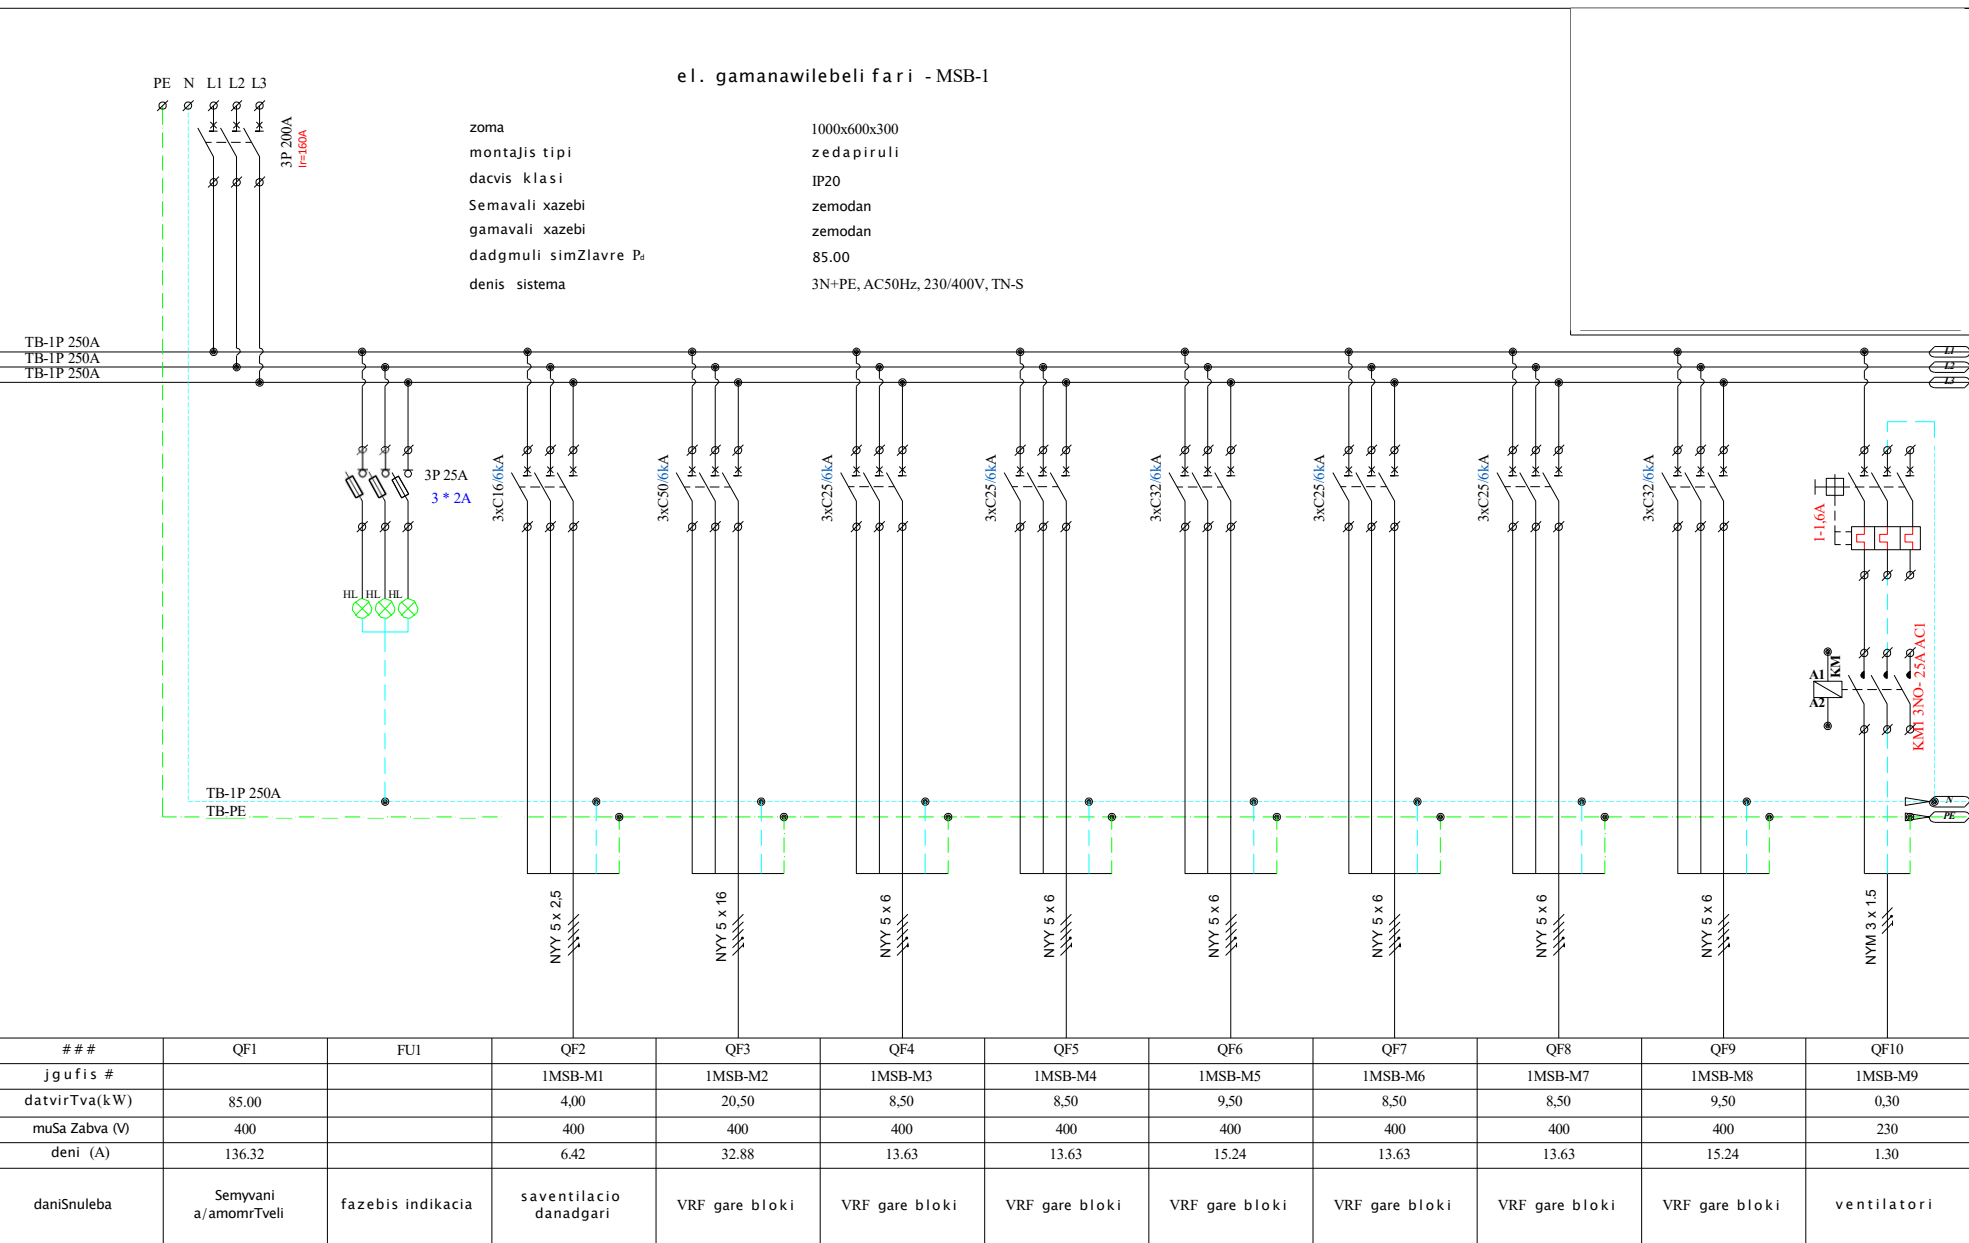 el. gamanawilebeli fari - MSB-1
PE N L1 L2 L3
3P 200A
Ir=160A
zoma 1000x600x300
montaJis tipi zedapiruli
dacvis klasi IP20
Semavali xazebi zemodan
gamavali xazebi zemodan
dadgmuli simZlavre Pd 85.00
denis sistema 3N+PE, AC50Hz, 230/400V, TN-S
TB-1P 250A L1
TB-1P 250A L2
TB-1P 250A L3
3P 25A
3 * 2A
3xC16/6kA
3xC50/6kA
3xC25/6kA
3xC25/6kA
3xC32/6kA
3xC25/6kA
3xC25/6kA
3xC32/6kA
1-1,6A
HL HL HL
A1 KM
A2
KM1 3NO- 25A AC1
TB-1P 250A N
TB-PE PE
NYY 5 x 2,5
NYY 5 x 16
NYY 5 x 6
NYY 5 x 6
NYY 5 x 6
NYY 5 x 6
NYY 5 x 6
NYY 5 x 6
NYM 3 x 1.5
### QF1 FU1 QF2 QF3 QF4 QF5 QF6 QF7 QF8 QF9 QF10
jgufis # 1MSB-M1 1MSB-M2 1MSB-M3 1MSB-M4 1MSB-M5 1MSB-M6 1MSB-M7 1MSB-M8 1MSB-M9
datvirTva(kW) 85.00 4,00 20,50 8,50 8,50 9,50 8,50 8,50 9,50 0,30
muSa Zabva (V) 400 400 400 400 400 400 400 400 400 230
deni (A) 136.32 6.42 32.88 13.63 13.63 15.24 13.63 13.63 15.24 1.30
daniSnuleba Semyvani a/amomrTveli fazebis indikacia saventilacio danadgari VRF gare bloki VRF gare bloki VRF gare bloki VRF gare bloki VRF gare bloki VRF gare bloki VRF gare bloki ventilatori